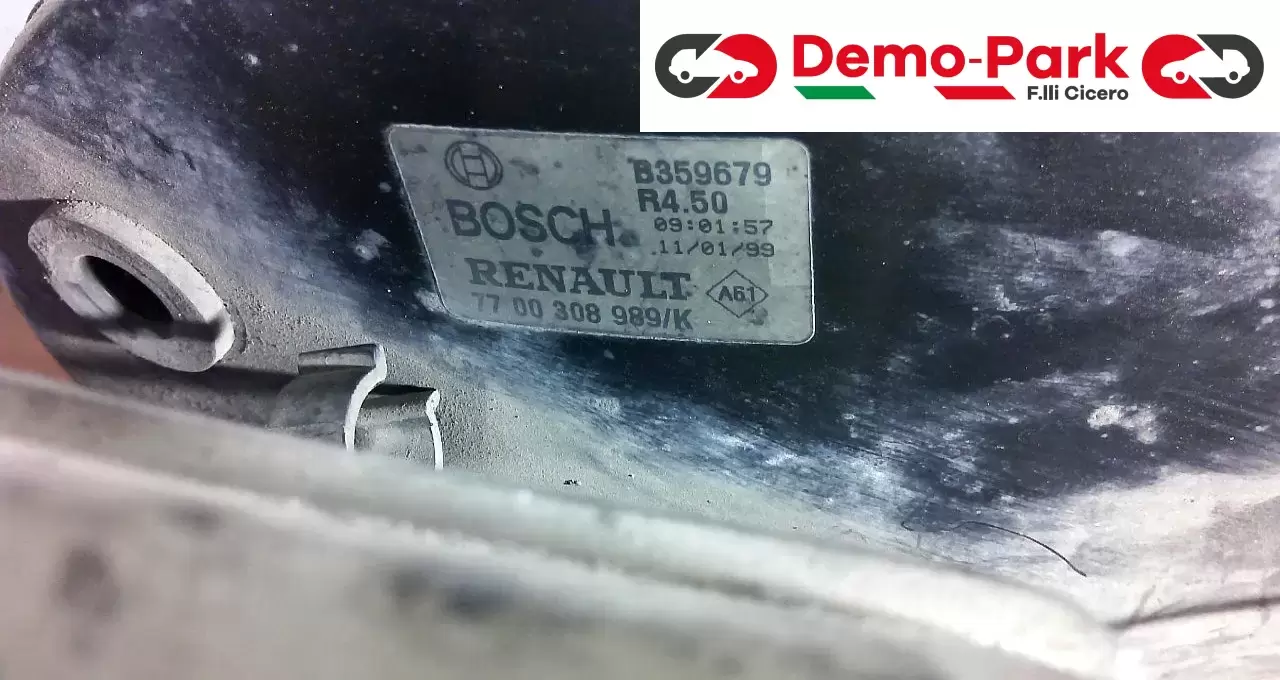 Demo-Park
F.lli Cicero
B359679
R4.50
BOSCH
09:01:57
11/01/99
RENAULT
A61
77 00 308 989/K